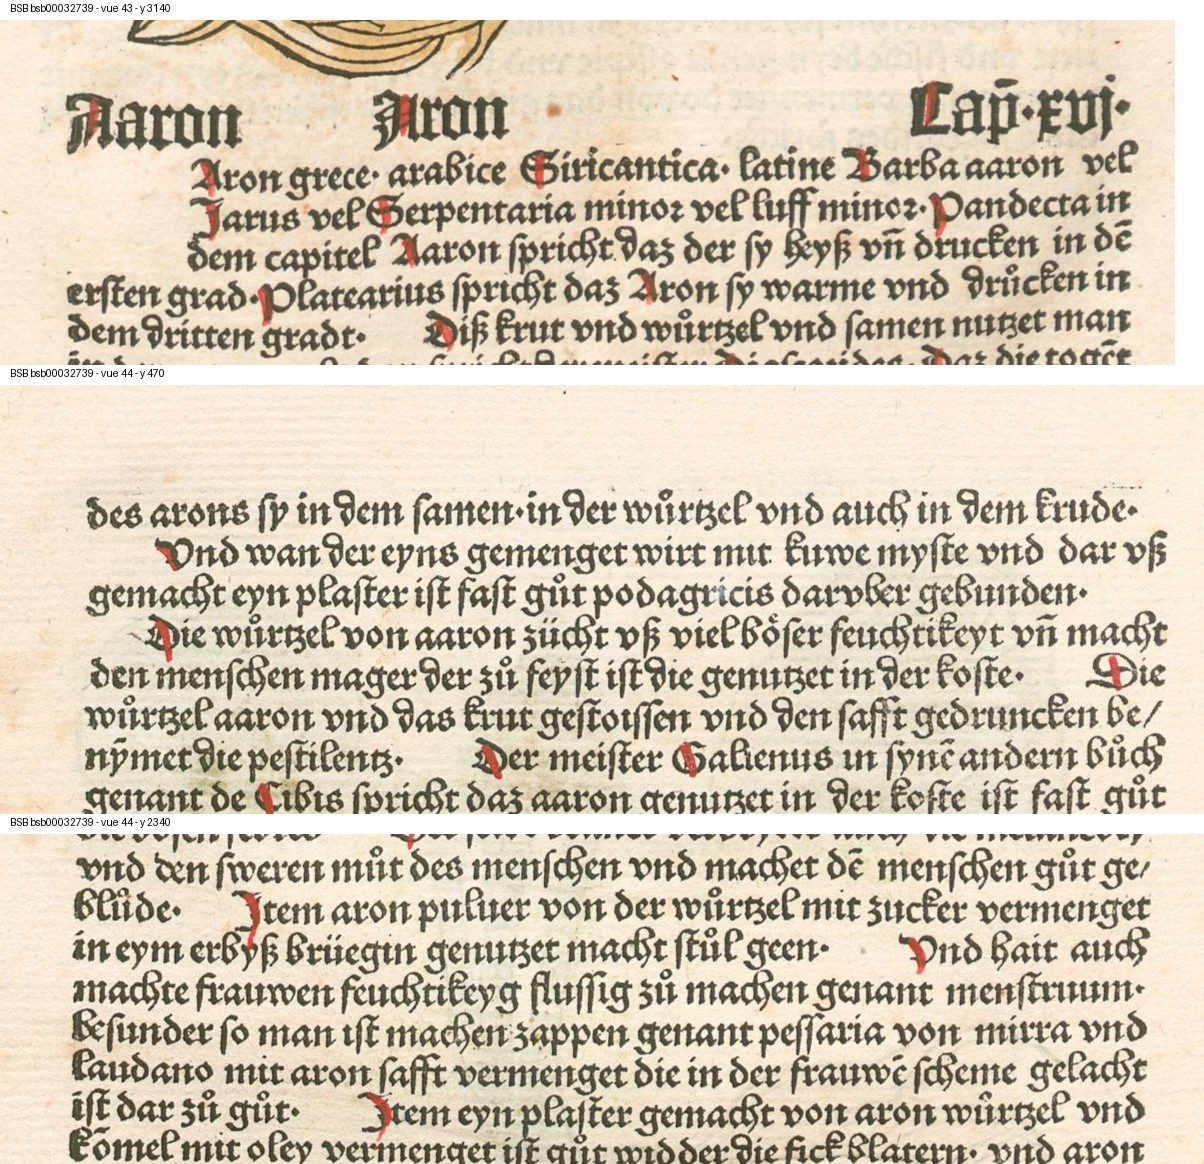 BSB bsb00032739 - vue 43 - y 3140
Aaron Aron Cap̄·xvj·
Aron grece· arabice Siricantica· latine Barba aaron vel
Jarus vel Serpentaria minor vel luff minor· Pandecta in
dem capitel Aaron spricht daz der sy heyß vn̄ drucken in dē
ersten grad· Platearius spricht daz Aron sy warme vnd drůcken in
dem dritten gradt· Diß krut vnd wůrtzel vnd samen nutzet man
BSB bsb00032739 - vue 44 - y 470
des arons sy in dem samen· in der wůrtzel vnd auch in dem krude·
Vnd wan der eyns gemenget wirt mit kuwe myste vnd dar vß
gemacht eyn plaster ist fast gůt podagricis darvber gebunden·
Die wůrtzel von aaron zücht vß viel böser feuchtikeyt vn̄ macht
den menschen mager der zů feyst ist die genutzet in der koste· Die
wůrtzel aaron vnd das krut gestoissen vnd den safft gedruncken be/
nÿmet die pestilentz· Der meister Galienus in synē andern bůch
genant de Cibis spricht daz aaron genutzet in der koste ist fast gůt
BSB bsb00032739 - vue 44 - y 2340
vnd den sweren můt des menschen vnd machet dē menschen gůt ge/
blüde· Item aron puluer von der wůrtzel mit zucker vermenget
in eym erbyß brüegin genutzet macht stůl geen· Vnd hait auch
machte frauwen feuchtikeyg flussig zů machen genant menstruum·
besunder so man ist machen zappen genant pessaria von mirra vnd
laudano mit aron safft vermenget die in der frauwē scheme gelacht
ist dar zů gůt· Item eyn plaster gemacht von aron wůrtzel vnd
kōmel mit oley vermenget ist gůt widder die fick blatern· vnd aron